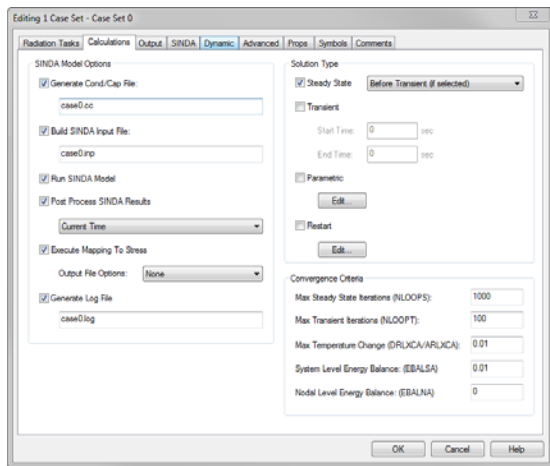 Editing 1 Case Set - Case Set 0
Radiation Tasks Calculations Output SINDA Dynamic Advanced Props Symbols Comments
SINDA Model Options
Generate Cond/Cap File:
case0.cc
Build SINDA Input File:
case0.inp
Run SINDA Model
Post Process SINDA Results
Current Time
Execute Mapping To Stress
Output File Options: None
Generate Log File
case0.log
Solution Type
Steady State Before Transient (if selected)
Transient
Start Time: 0 sec
End Time: 0 sec
Parametric
Edit...
Restart
Edit...
Convergence Criteria
Max Steady State Iterations (NLOOPS): 1000
Max Transient Iterations (NLOOPT): 100
Max Temperature Change (DRLXCA/ARLXCA): 0.01
System Level Energy Balance: (EBALSA) 0.01
Nodal Level Energy Balance: (EBALNA) 0
OK Cancel Help